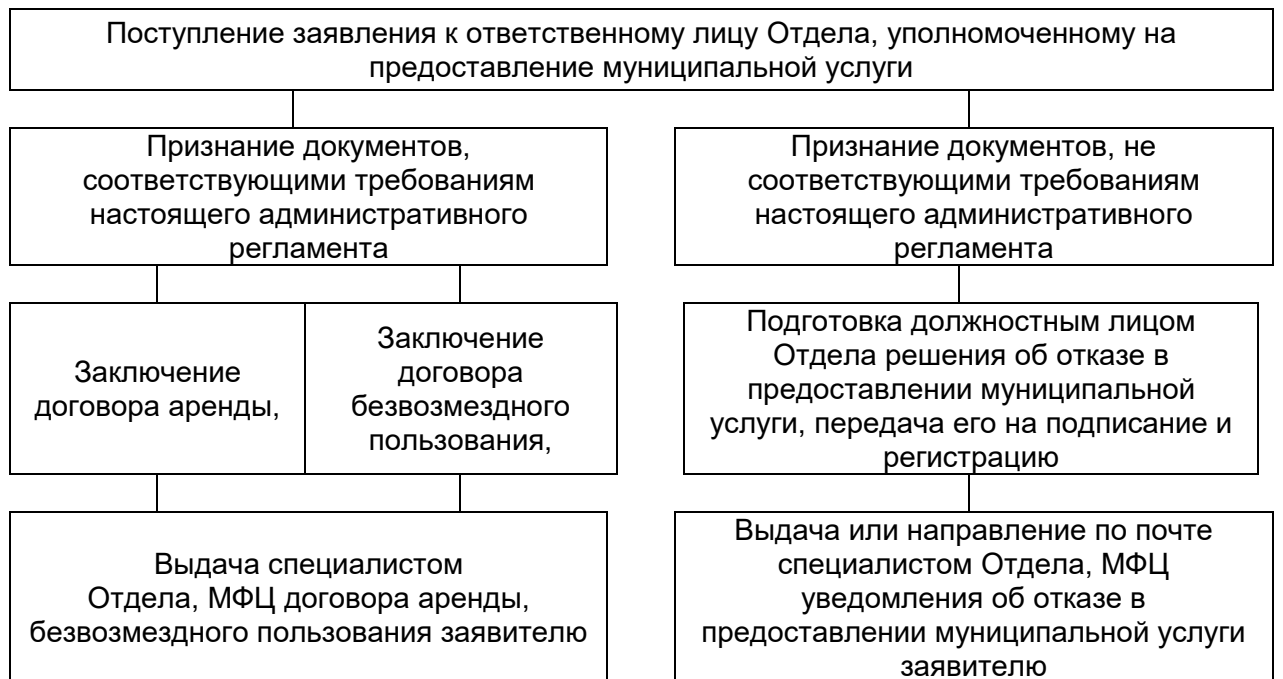 Поступление заявления к ответственному лицу Отдела, уполномоченному на
предоставление муниципальной услуги
Признание документов,
соответствующими требованиям
настоящего административного
регламента
Признание документов, не
соответствующими требованиям
настоящего административного
регламента
Заключение
договора аренды,
Заключение
договора
безвозмездного
пользования,
Подготовка должностным лицом
Отдела решения об отказе в
предоставлении муниципальной
услуги, передача его на подписание и
регистрацию
Выдача специалистом
Отдела, МФЦ договора аренды,
безвозмездного пользования заявителю
Выдача или направление по почте
специалистом Отдела, МФЦ
уведомления об отказе в
предоставлении муниципальной услуги
заявителю